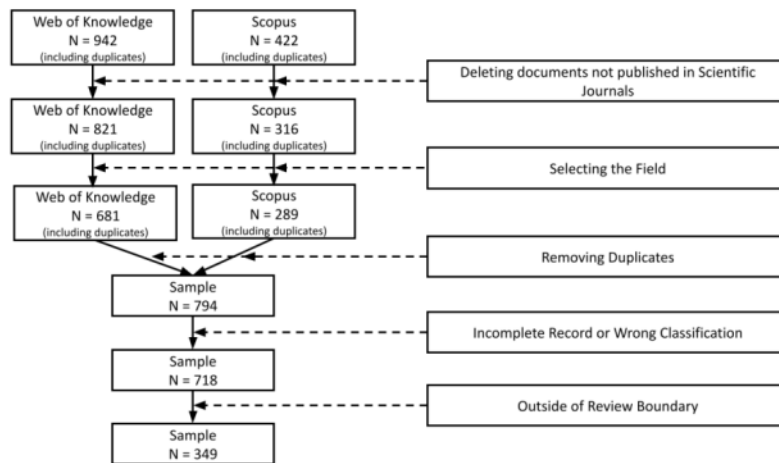 Web of Knowledge
N = 942
(including duplicates)
Scopus
N = 422
(including duplicates)
Deleting documents not published in Scientific
Journals
Web of Knowledge
N = 821
(including duplicates)
Scopus
N = 316
(including duplicates)
Selecting the Field
Web of Knowledge
N = 681
(including duplicates)
Scopus
N = 289
(including duplicates)
Removing Duplicates
Sample
N = 794
Incomplete Record or Wrong Classification
Sample
N = 718
Outside of Review Boundary
Sample
N = 349